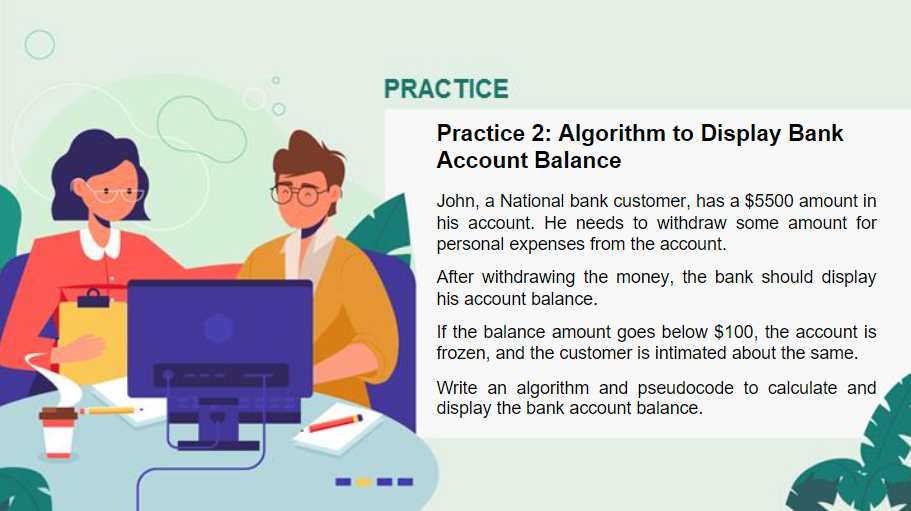 PRACTICE
Practice 2: Algorithm to Display Bank
Account Balance
John, a National bank customer, has a $5500 amount in
his account. He needs to withdraw some amount for
personal expenses from the account.
After withdrawing the money, the bank should display
his account balance.
If the balance amount goes below $100, the account is
frozen, and the customer is intimated about the same.
Write an algorithm and pseudocode to calculate and
display the bank account balance.